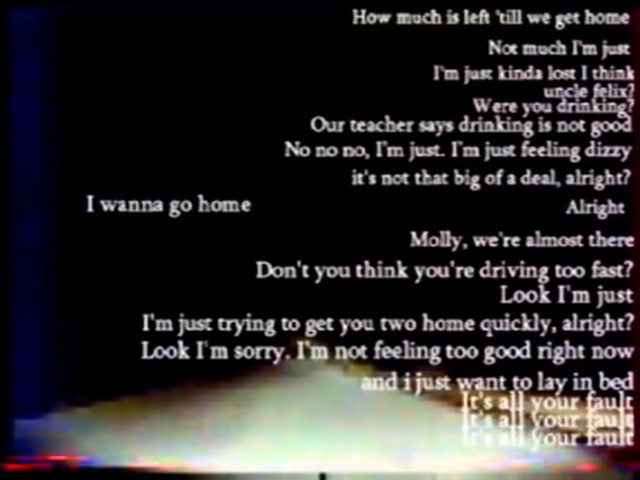 How much is left 'till we get home
Not much I'm just
I'm just kinda lost I think
uncle felix?
Were you drinking?
Our teacher says drinking is not good
No no no, I'm just. I'm just feeling dizzy
it's not that big of a deal, alright?
I wanna go home
Alright
Molly, we're almost there
Don't you think you're driving too fast?
Look I'm just
I'm just trying to get you two home quickly, alright?
Look I'm sorry. I'm not feeling too good right now
and i just want to lay in bed
It's all your fault
It's all your fault
It's all your fault